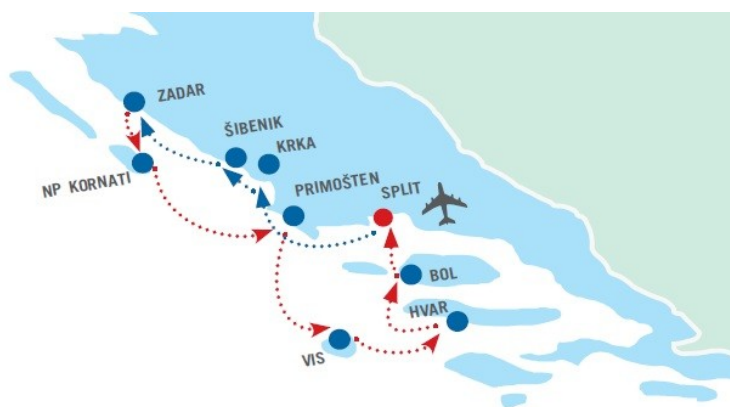 ZADAR
ŠIBENIK
KRKA
NP KORNATI
PRIMOŠTEN
SPLIT
BOL
HVAR
VIS